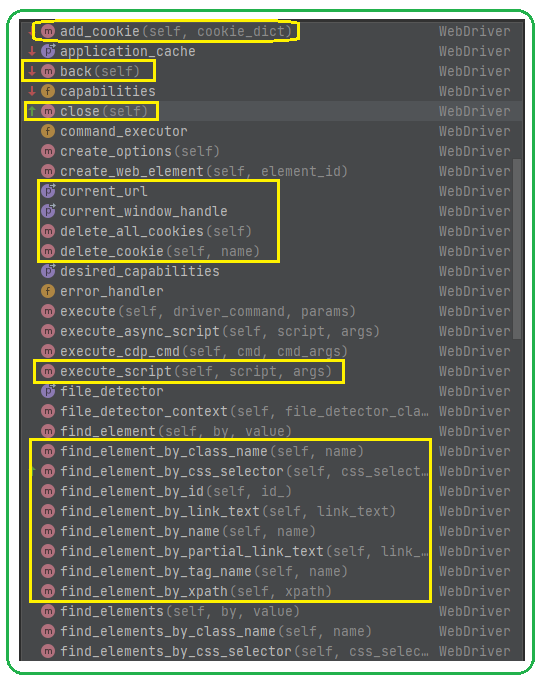 m add_cookie(self, cookie_dict) WebDriver
p application_cache WebDriver
m back(self) WebDriver
f capabilities WebDriver
m close(self) WebDriver
f command_executor WebDriver
m create_options(self) WebDriver
m create_web_element(self, element_id) WebDriver
p current_url WebDriver
p current_window_handle WebDriver
m delete_all_cookies(self) WebDriver
m delete_cookie(self, name) WebDriver
p desired_capabilities WebDriver
f error_handler WebDriver
m execute(self, driver_command, params) WebDriver
m execute_async_script(self, script, args) WebDriver
m execute_cdp_cmd(self, cmd, cmd_args) WebDriver
m execute_script(self, script, args) WebDriver
p file_detector WebDriver
m file_detector_context(self, file_detector_cla… WebDriver
m find_element(self, by, value) WebDriver
m find_element_by_class_name(self, name) WebDriver
m find_element_by_css_selector(self, css_select… WebDriver
m find_element_by_id(self, id_) WebDriver
m find_element_by_link_text(self, link_text) WebDriver
m find_element_by_name(self, name) WebDriver
m find_element_by_partial_link_text(self, link_… WebDriver
m find_element_by_tag_name(self, name) WebDriver
m find_element_by_xpath(self, xpath) WebDriver
m find_elements(self, by, value) WebDriver
m find_elements_by_class_name(self, name) WebDriver
m find_elements_by_css_selector(self, css_selec… WebDriver